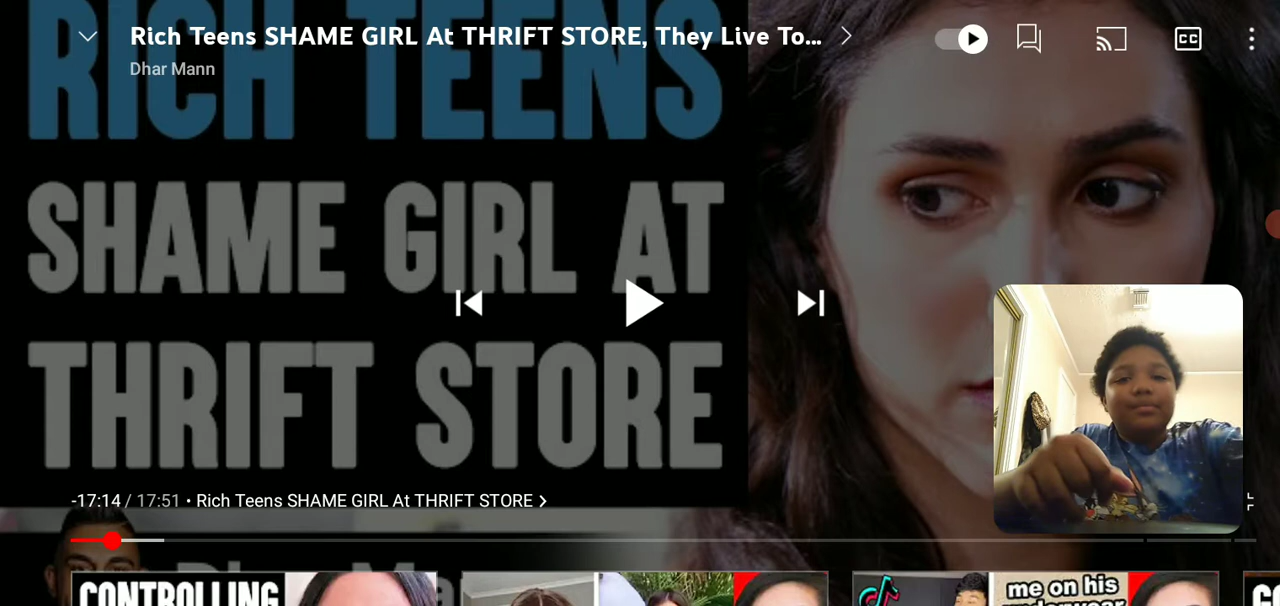 Rich Teens SHAME GIRL At THRIFT STORE, They Live To...
Dhar Mann
CC
RICH TEENS
SHAME GIRL AT
THRIFT STORE
-17:14 / 17:51 • Rich Teens SHAME GIRL At THRIFT STORE
CONTROLLING
me on his